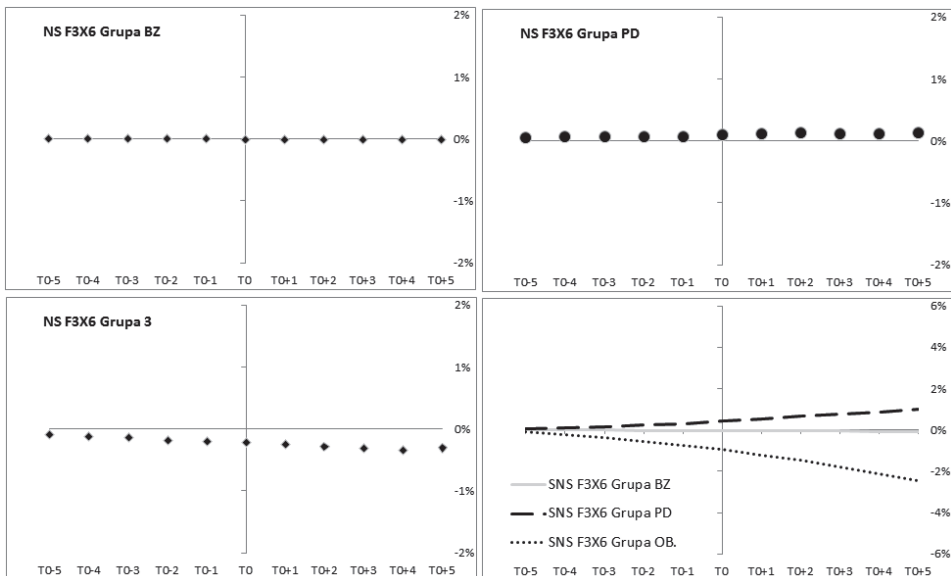 NS F3X6 Grupa BZ
2%
1%
0%
-1%
-2%
T0-5 T0-4 T0-3 T0-2 T0-1 T0 T0+1 T0+2 T0+3 T0+4 T0+5
NS F3X6 Grupa PD
2%
1%
0%
-1%
-2%
T0-5 T0-4 T0-3 T0-2 T0-1 T0 T0+1 T0+2 T0+3 T0+4 T0+5
NS F3X6 Grupa 3
2%
1%
0%
-1%
-2%
T0-5 T0-4 T0-3 T0-2 T0-1 T0 T0+1 T0+2 T0+3 T0+4 T0+5
6%
4%
2%
0%
-2%
-4%
-6%
SNS F3X6 Grupa BZ
SNS F3X6 Grupa PD
SNS F3X6 Grupa OB.
T0-5 T0-4 T0-3 T0-2 T0-1 T0 T0+1 T0+2 T0+3 T0+4 T0+5